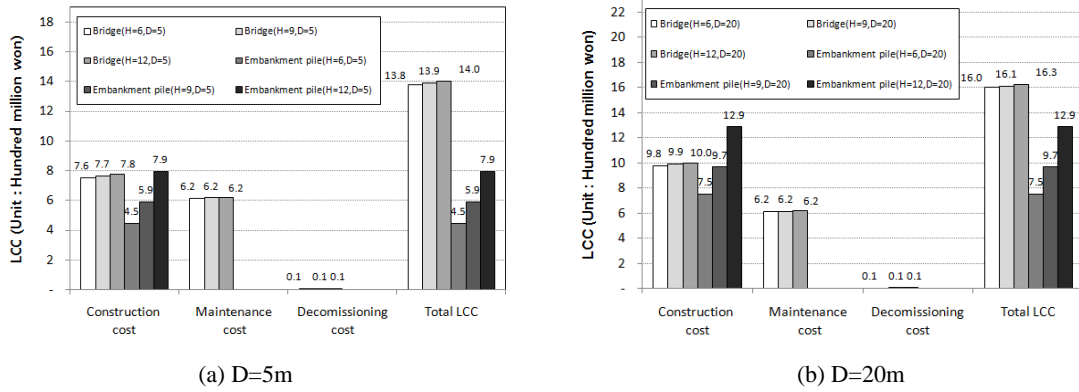 18
16
14
12
10
8
6
4
2
-
LCC (Unit : Hundred million won)
Bridge(H=6,D=5) Bridge(H=9,D=5)
Bridge(H=12,D=5) Embankment pile(H=6,D=5)
Embankment pile(H=9,D=5) Embankment pile(H=12,D=5)
7.6 7.7 7.8 4.5 5.9 7.9
6.2 6.2 6.2
0.1 0.1 0.1
13.8 13.9 14.0 4.5 5.9 7.9
Construction cost
Maintenance cost
Decomissioning cost
Total LCC
(a) D=5m
22
20
18
16
14
12
10
8
6
4
2
-
LCC (Unit : Hundred million won)
Bridge(H=6,D=20) Bridge(H=9,D=20)
Bridge(H=12,D=20) Embankment pile(H=6,D=20)
Embankment pile(H=9,D=20) Embankment pile(H=12,D=20)
9.8 9.9 10.0 7.5 9.7 12.9
6.2 6.2 6.2
0.1 0.1 0.1
16.0 16.1 16.3 7.5 9.7 12.9
Construction cost
Maintenance cost
Decomissioning cost
Total LCC
(b) D=20m